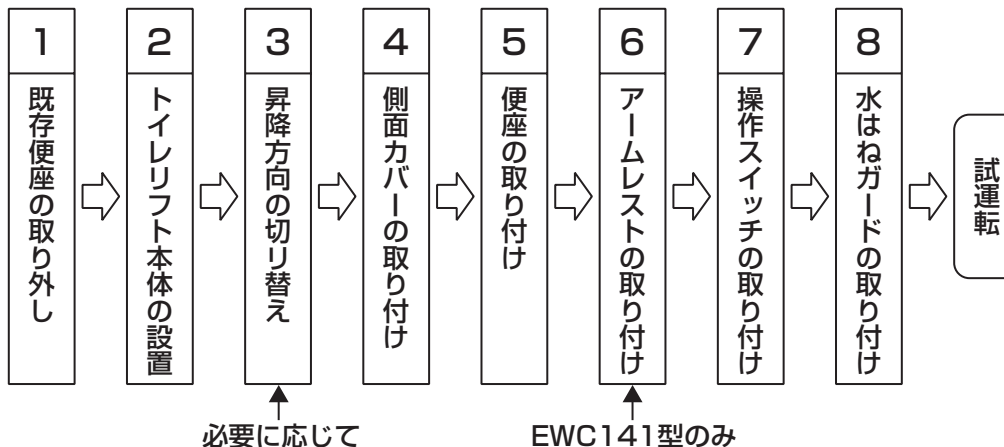 1
既存便座の取り外し
2
トイレリフト本体の設置
3
昇降方向の切り替え
4
側面カバーの取り付け
5
便座の取り付け
6
アームレストの取り付け
7
操作スイッチの取り付け
8
水はねガードの取り付け
試運転
必要に応じて
EWC141型のみ